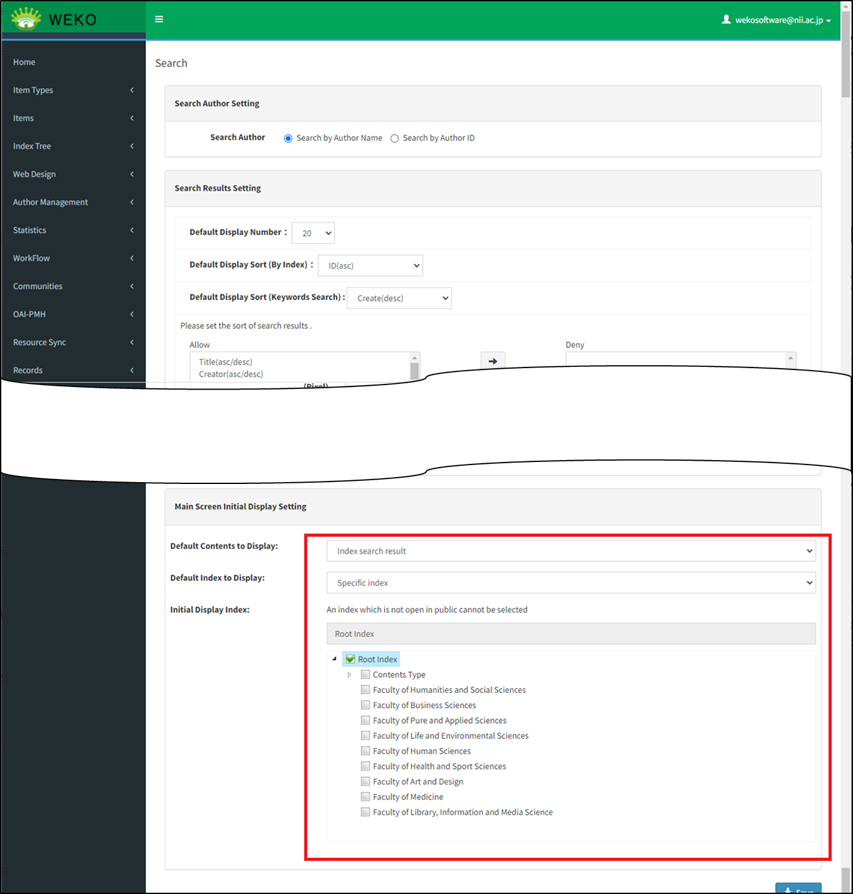 WEKO
wekosoftware@nii.ac.jp
Home
Item Types
Items
Index Tree
Web Design
Author Management
Statistics
WorkFlow
Communities
OAI-PMH
Resource Sync
Records
Search
Search Author Setting
Search Author Search by Author Name Search by Author ID
Search Results Setting
Default Display Number : 20
Default Display Sort (By Index) : ID(asc)
Default Display Sort (Keywords Search) : Create(desc)
Please set the sort of search results .
Allow Deny
Title(asc/desc)
Creator(asc/desc)
(Pixel)
Main Screen Initial Display Setting
Default Contents to Display: Index search result
Default Index to Display: Specific index
Initial Display Index: An index which is not open in public cannot be selected
Root Index
Root Index
Contents Type
Faculty of Humanities and Social Sciences
Faculty of Business Sciences
Faculty of Pure and Applied Sciences
Faculty of Life and Environmental Sciences
Faculty of Human Sciences
Faculty of Health and Sport Sciences
Faculty of Art and Design
Faculty of Medicine
Faculty of Library, Information and Media Science
Save